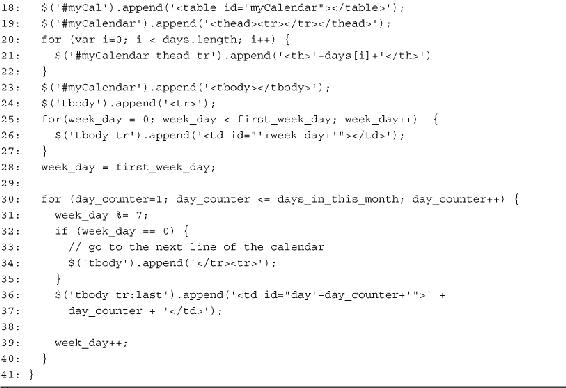 18: $('#myCal').append('<table id="myCalendar"></table>');
19: $('#myCalendar').append('<thead><tr></tr></thead>');
20: for (var i=0; i < days.length; i++) {
21: $('#myCalendar thead tr').append('<th>'+days[i]+'</th>')
22: }
23: $('#myCalendar').append('<tbody></tbody>');
24: $('tbody').append('<tr>');
25: for(week_day = 0; week_day < first_week_day; week_day++) {
26: $('tbody tr').append('<td id="'+week_day+'"></td>');
27: }
28: week_day = first_week_day;
29:
30: for (day_counter=1; day_counter <= days_in_this_month; day_counter++) {
31: week_day %= 7;
32: if (week_day == 0) {
33: // go to the next line of the calendar
34: $('tbody').append('</tr><tr>');
35: }
36: $('tbody tr:last').append('<td id="day'+day_counter+'"> +
37: day_counter + '</td>');
38:
39: week_day++;
40: }
41: }